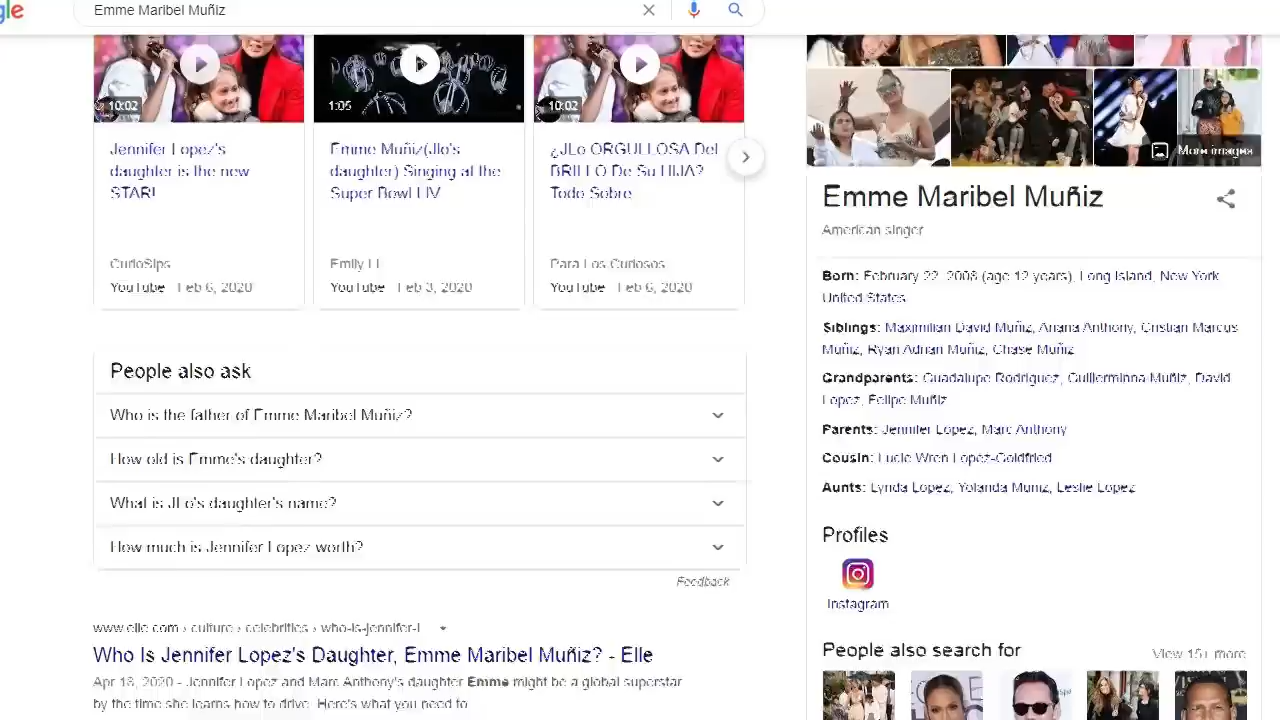 gle
Emme Maribel Muñiz
10:02
1:05
10:02
Jennifer Lopez's
daughter is the new
STAR!
Emme Muñiz(Jlo's
daughter) Singing at the
Super Bowl LIV
¿JLo ORGULLOSA Del
BRILLO De Su HIJA?
Todo Sobre
CurioSips
YouTube Feb 6, 2020
Emily Li
YouTube Feb 3, 2020
Para Los Curiosos
YouTube Feb 6, 2020
People also ask
Who is the father of Emme Maribel Muñiz?
How old is Emme's daughter?
What is JLo's daughter's name?
How much is Jennifer Lopez worth?
Feedback
www.elle.com › culture › celebrities › who-is-jennifer-l
Who Is Jennifer Lopez's Daughter, Emme Maribel Muñiz? - Elle
Apr 18, 2020 - Jennifer Lopez and Marc Anthony's daughter Emme might be a global superstar
by the time she learns how to drive. Here's what you need to
More images
Emme Maribel Muñiz
American singer
Born: February 22, 2008 (age 12 years), Long Island, New York
United States
Siblings: Maximilian David Muñiz, Ariana Anthony, Cristian Marcus
Muñiz, Ryan Adrian Muñiz, Chase Muñiz
Grandparents: Guadalupe Rodríguez, Guillerminna Muñiz, David
Lopez, Felipe Muñiz
Parents: Jennifer Lopez, Marc Anthony
Cousin: Lucie Wren Lopez-Goldfried
Aunts: Lynda Lopez, Yolanda Muniz, Leslie Lopez
Profiles
Instagram
People also search for
View 15+ more